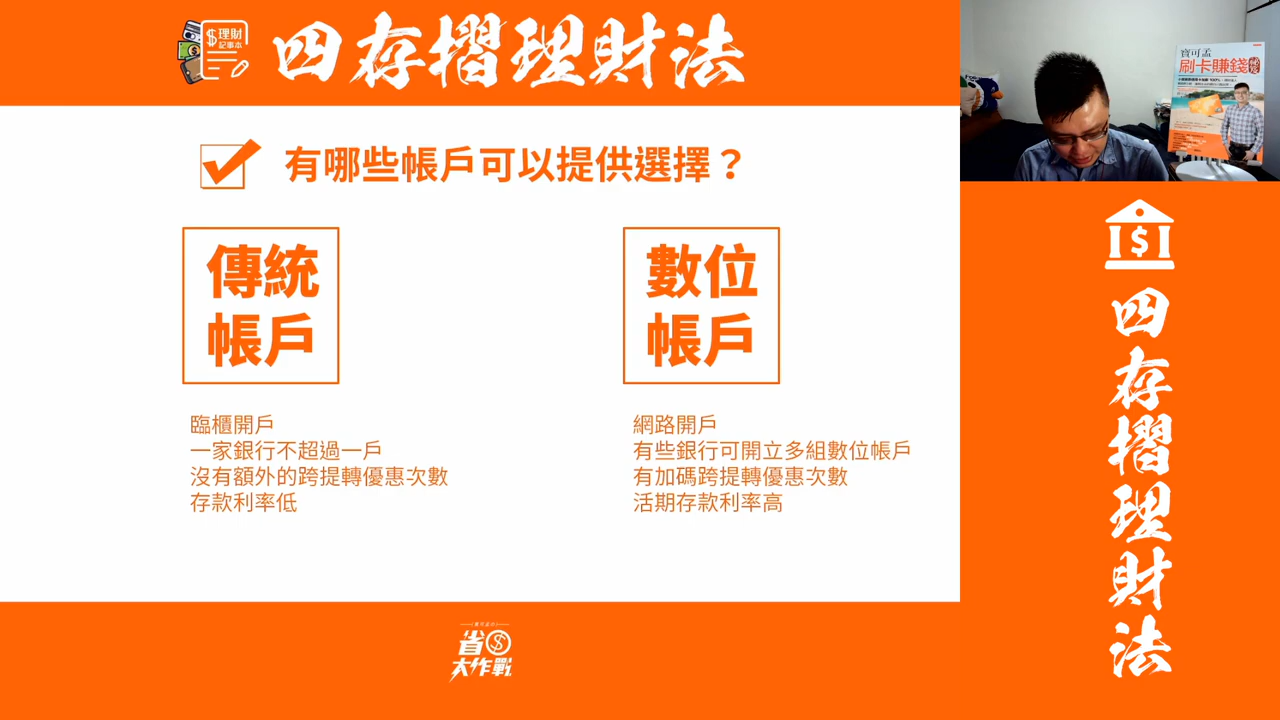 理財
記事本
四存摺理財法
有哪些帳戶可以提供選擇？
傳統
帳戶
臨櫃開戶
一家銀行不超過一戶
沒有額外的跨提轉優惠次數
存款利率低
數位
帳戶
網路開戶
有些銀行可開立多組數位帳戶
有加碼跨提轉優惠次數
活期存款利率高
省$
大作戰
寶可孟
刷卡賺錢
四存摺理財法